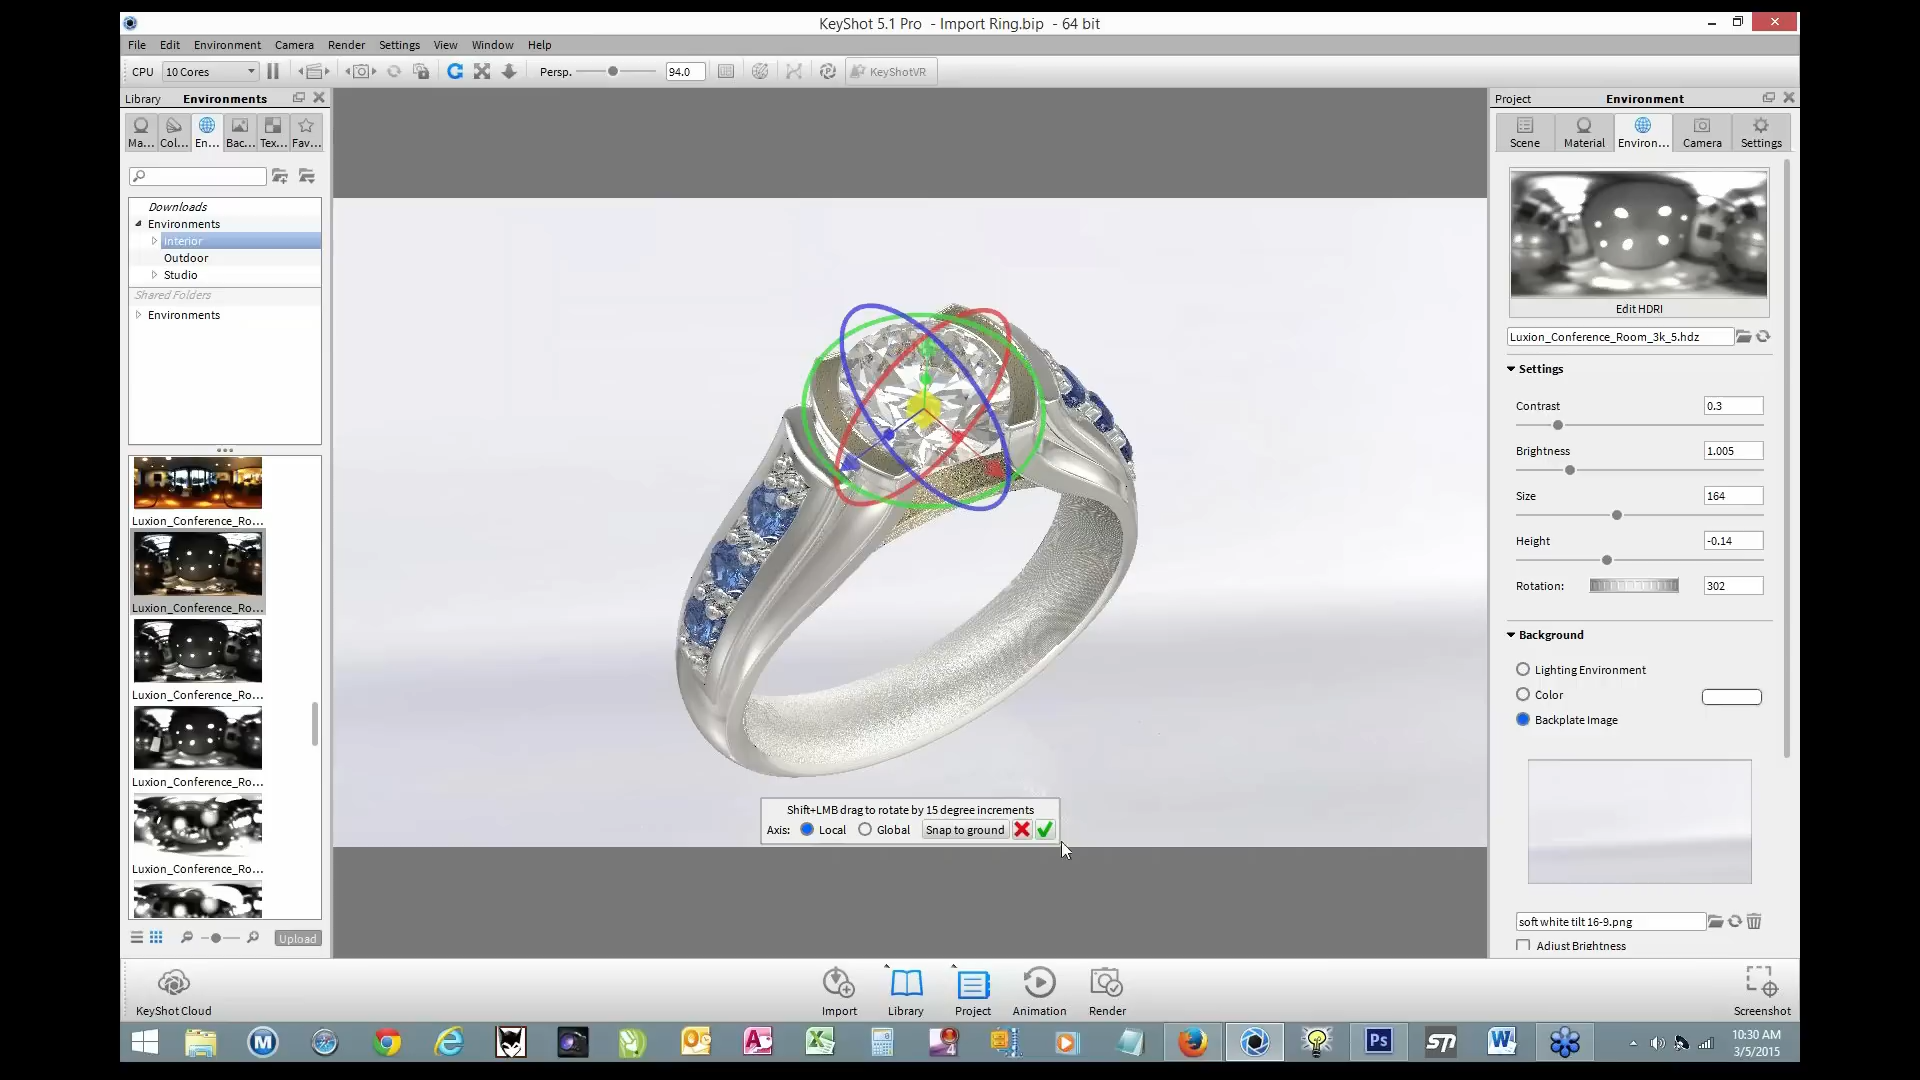 KeyShot 5.1 Pro - Import Ring.bip - 64 bit
File Edit Environment Camera Render Settings View Window Help
CPU 10 Cores Persp. 94.0 KeyShotVR
Library Environments
Ma... Col... En... Bac... Tex... Fav...
Downloads
Environments
Interior
Outdoor
Studio
Shared Folders
Environments
Luxion_Conference_Ro...
Luxion_Conference_Ro...
Luxion_Conference_Ro...
Luxion_Conference_Ro...
Luxion_Conference_Ro...
Upload
Shift+LMB drag to rotate by 15 degree increments
Axis: Local Global Snap to ground
Project Environment
Scene Material Environ... Camera Settings
Edit HDRI
Luxion_Conference_Room_3k_5.hdz
Settings
Contrast 0.3
Brightness 1.005
Size 164
Height -0.14
Rotation: 302
Background
Lighting Environment
Color
Backplate Image
soft white tilt 16-9.png
Adjust Brightness
KeyShot Cloud Import Library Project Animation Render Screenshot
10:30 AM
3/5/2015